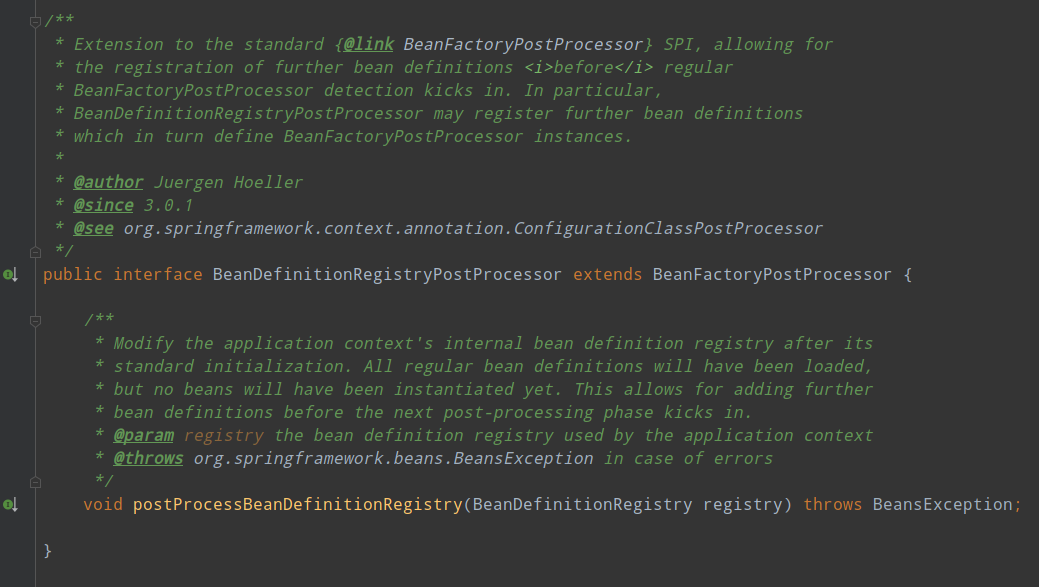 /**
 * Extension to the standard {@link BeanFactoryPostProcessor} SPI, allowing for
 * the registration of further bean definitions <i>before</i> regular
 * BeanFactoryPostProcessor detection kicks in. In particular,
 * BeanDefinitionRegistryPostProcessor may register further bean definitions
 * which in turn define BeanFactoryPostProcessor instances.
 *
 * @author Juergen Hoeller
 * @since 3.0.1
 * @see org.springframework.context.annotation.ConfigurationClassPostProcessor
 */
public interface BeanDefinitionRegistryPostProcessor extends BeanFactoryPostProcessor {

    /**
     * Modify the application context's internal bean definition registry after its
     * standard initialization. All regular bean definitions will have been loaded,
     * but no beans will have been instantiated yet. This allows for adding further
     * bean definitions before the next post-processing phase kicks in.
     * @param registry the bean definition registry used by the application context
     * @throws org.springframework.beans.BeansException in case of errors
     */
    void postProcessBeanDefinitionRegistry(BeanDefinitionRegistry registry) throws BeansException;

}